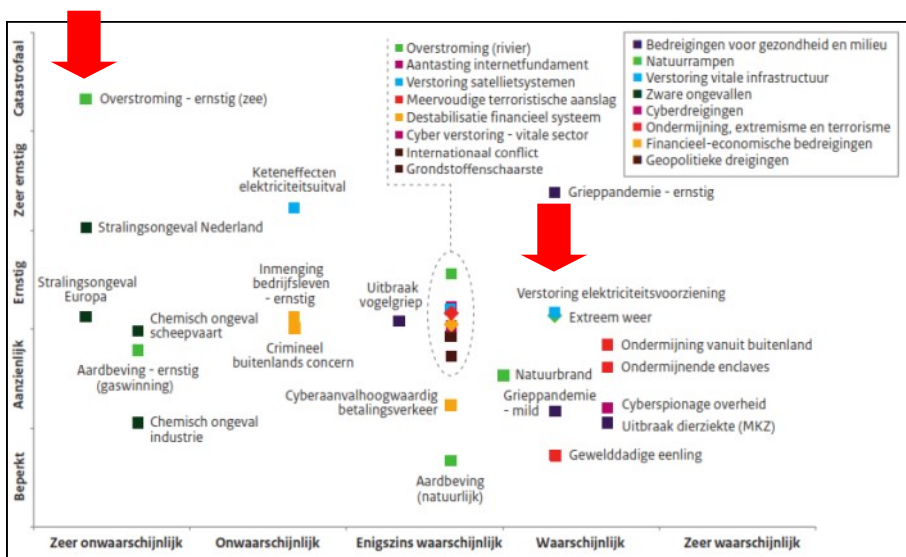 Catastrofaal
Zeer ernstig
Ernstig
Aanzienlijk
Beperkt
Overstroming - ernstig (zee)
Overstroming (rivier)
Aantasting internetfundament
Verstoring satellietsystemen
Meervoudige terroristische aanslag
Destabilisatie financieel systeem
Cyber verstoring - vitale sector
Internationaal conflict
Grondstoffenschaarste
Bedreigingen voor gezondheid en milieu
Natuurrampen
Verstoring vitale infrastructuur
Zware ongevallen
Cyberdreigingen
Ondermijning, extremisme en terrorisme
Financieel-economische bedreigingen
Geopolitieke dreigingen
Keteneffecten
elektriciteitsuitval
Grieppandemie - ernstig
Stralingsongeval Nederland
Stralingsongeval
Europa
Inmenging
bedrijfsleven
- ernstig
Uitbraak
vogelgriep
Verstoring elektriciteitsvoorziening
Extreem weer
Chemisch ongeval
scheepvaart
Crimineel
buitenlands concern
Ondermijning vanuit buitenland
Aardbeving - ernstig
(gaswinning)
Ondermijnende enclaves
Natuurbrand
Cyberaanvalhoogwaardig
betalingsverkeer
Grieppandemie
- mild
Cyberspionage overheid
Chemisch ongeval
industrie
Uitbraak dierziekte (MKZ)
Gewelddadige eenling
Aardbeving
(natuurlijk)
Zeer onwaarschijnlijk
Onwaarschijnlijk
Enigszins waarschijnlijk
Waarschijnlijk
Zeer waarschijnlijk